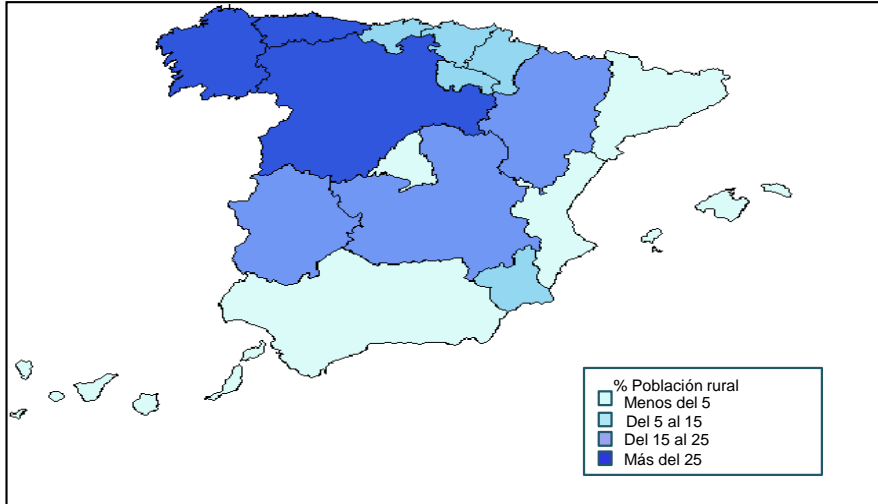 % Población rural
Menos del 5
Del 5 al 15
Del 15 al 25
Más del 25